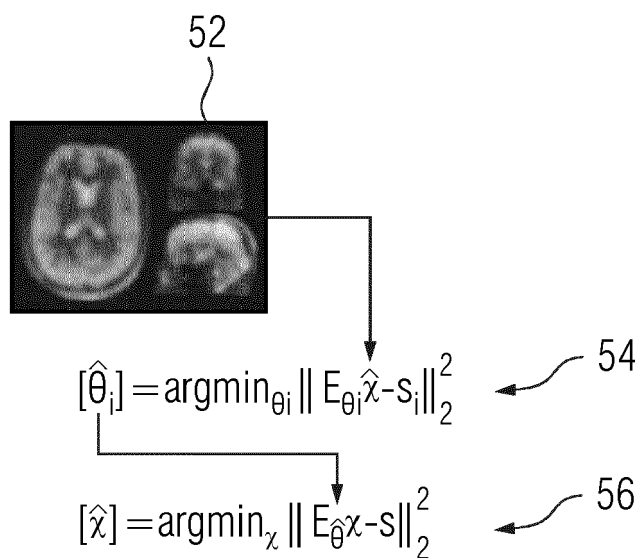 52
[θ̂ᵢ] = argmin_θi ‖ E_θi χ̂ - sᵢ ‖₂² 54
[χ̂] = argmin_χ ‖ E_θ̂ χ - s ‖₂² 56